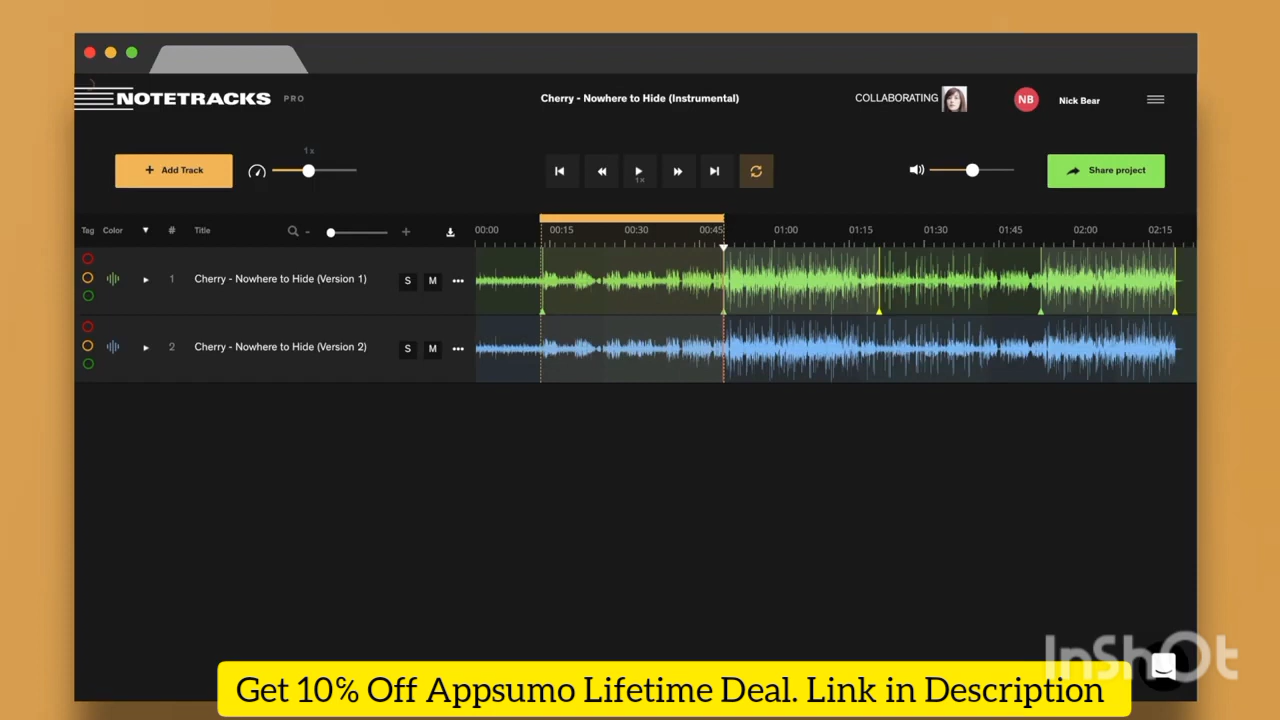 NOTETRACKS PRO
Cherry - Nowhere to Hide (Instrumental)
COLLABORATING
NB
Nick Bear
+ Add Track
1x
1x
Share project
Tag Color # Title
00:00 00:15 00:30 00:45 01:00 01:15 01:30 01:45 02:00 02:15
1 Cherry - Nowhere to Hide (Version 1) S M
2 Cherry - Nowhere to Hide (Version 2) S M
InShOt
Get 10℅ Off Appsumo Lifetime Deal. Link in Description